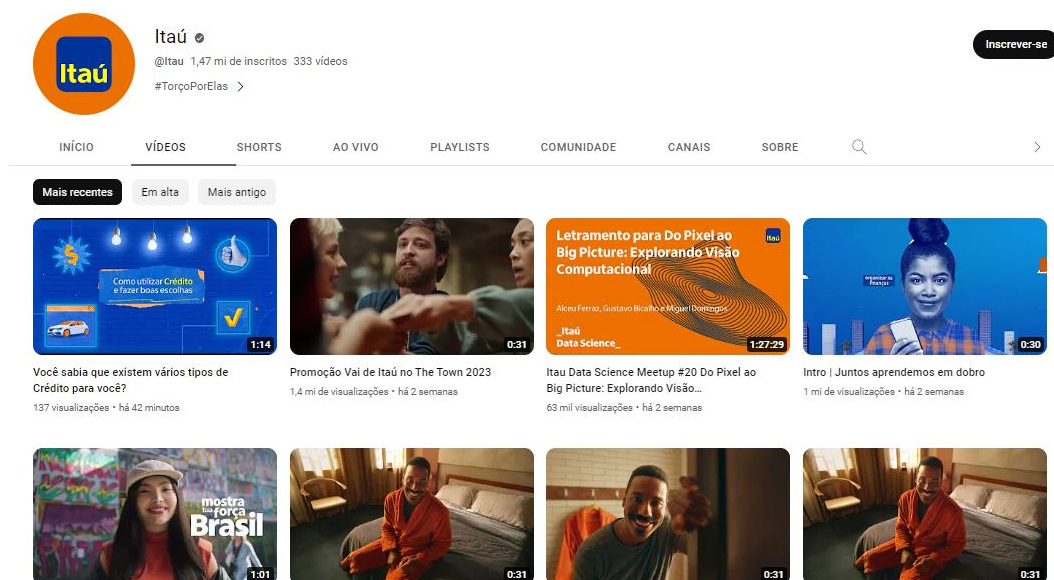 Itaú
Itaú
@Itau 1,47 mi de inscritos 333 vídeos
#TorçoPorElas
Inscrever-se
INÍCIO VÍDEOS SHORTS AO VIVO PLAYLISTS COMUNIDADE CANAIS SOBRE
Mais recentes Em alta Mais antigo
Como utilizar Crédito
e fazer boas escolhas
1:14
0:31
Letramento para Do Pixel ao
Big Picture: Explorando Visão
Computacional
Itaú
Alceu Ferraz, Gustavo Bicalho e Miguel Domingos
_Itaú
Data Science_
1:27:29
organizar as
finanças
0:30
Você sabia que existem vários tipos de
Crédito para você?
137 visualizações • há 42 minutos
Promoção Vai de Itaú no The Town 2023
1,4 mi de visualizações • há 2 semanas
Itau Data Science Meetup #20 Do Pixel ao
Big Picture: Explorando Visão...
63 mil visualizações • há 2 semanas
Intro | Juntos aprendemos em dobro
1 mi de visualizações • há 2 semanas
mostra
tua força
Brasil
1:01
0:31
0:31
0:31